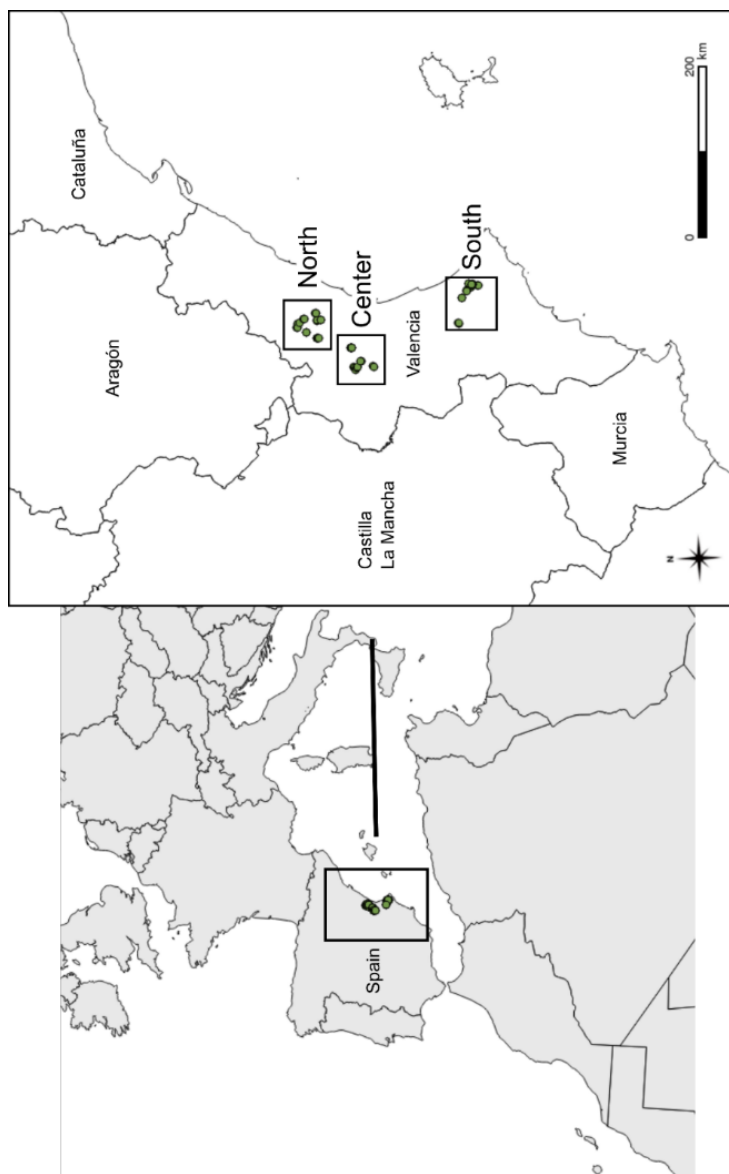 Spain
Cataluña
Aragón
North
Center
South
Valencia
Castilla
La Mancha
Murcia
N
0
200
km